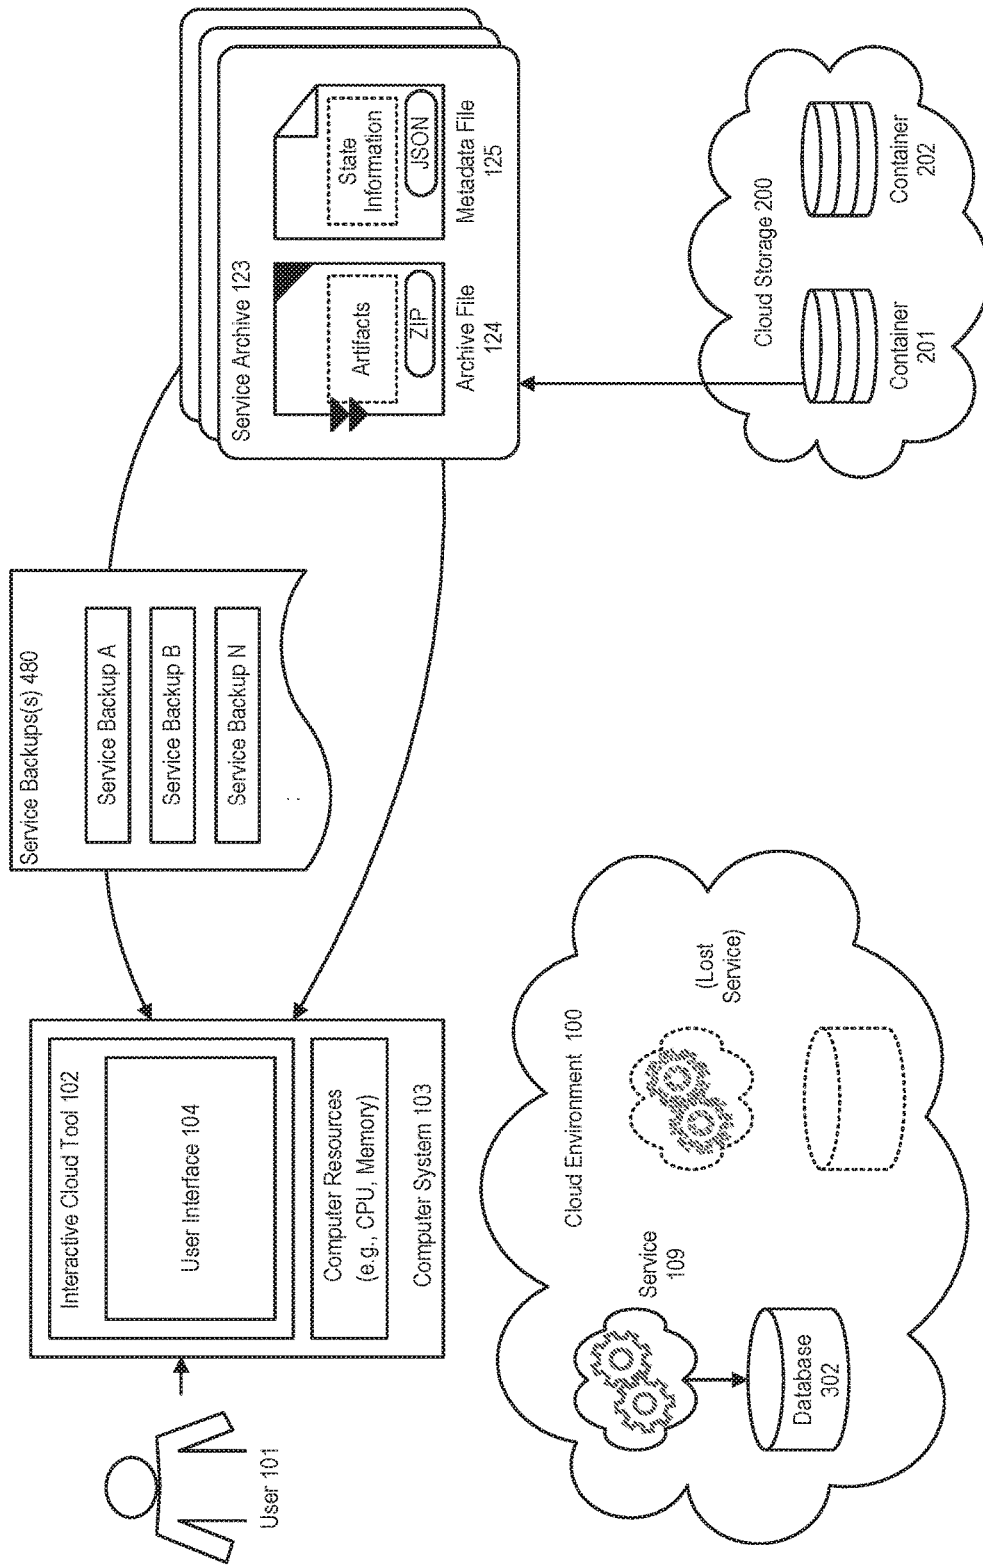 User 101
Interactive Cloud Tool 102
User Interface 104
Computer Resources
(e.g., CPU, Memory)
Computer System 103
Service Backups(s) 480
Service Backup A
Service Backup B
Service Backup N
:
Service Archive 123
Artifacts
ZIP
Archive File
124
State
Information
JSON
Metadata File
125
Cloud Environment 100
Service
109
Database
302
(Lost
Service)
Cloud Storage 200
Container
201
Container
202